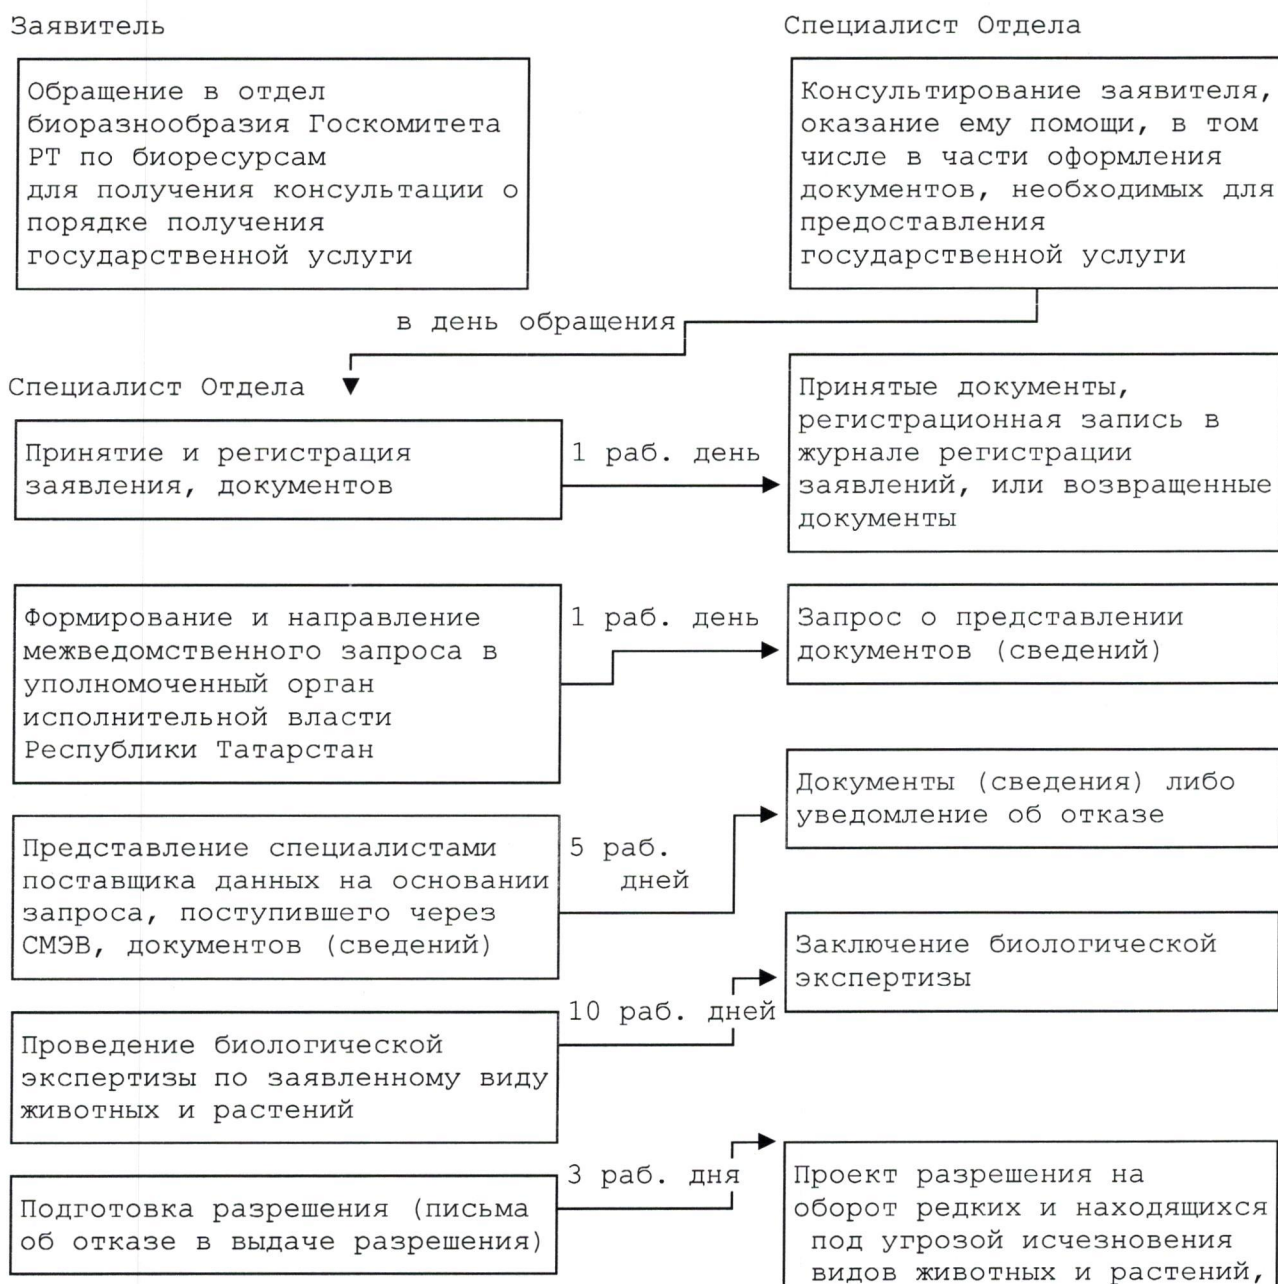 Заявитель
Специалист Отдела
Обращение в отдел
биоразнообразия Госкомитета
РТ по биоресурсам
для получения консультации о
порядке получения
государственной услуги
Консультирование заявителя,
оказание ему помощи, в том
числе в части оформления
документов, необходимых для
предоставления
государственной услуги
в день обращения
Специалист Отдела
Принятие и регистрация
заявления, документов
1 раб. день
Принятые документы,
регистрационная запись в
журнале регистрации
заявлений, или возвращенные
документы
Формирование и направление
межведомственного запроса в
уполномоченный орган
исполнительной власти
Республики Татарстан
1 раб. день
Запрос о представлении
документов (сведений)
Представление специалистами
поставщика данных на основании
запроса, поступившего через
СМЭВ, документов (сведений)
5 раб.
дней
Документы (сведения) либо
уведомление об отказе
Проведение биологической
экспертизы по заявленному виду
животных и растений
10 раб. дней
Заключение биологической
экспертизы
Подготовка разрешения (письма
об отказе в выдаче разрешения)
3 раб. дня
Проект разрешения на
оборот редких и находящихся
под угрозой исчезновения
видов животных и растений,